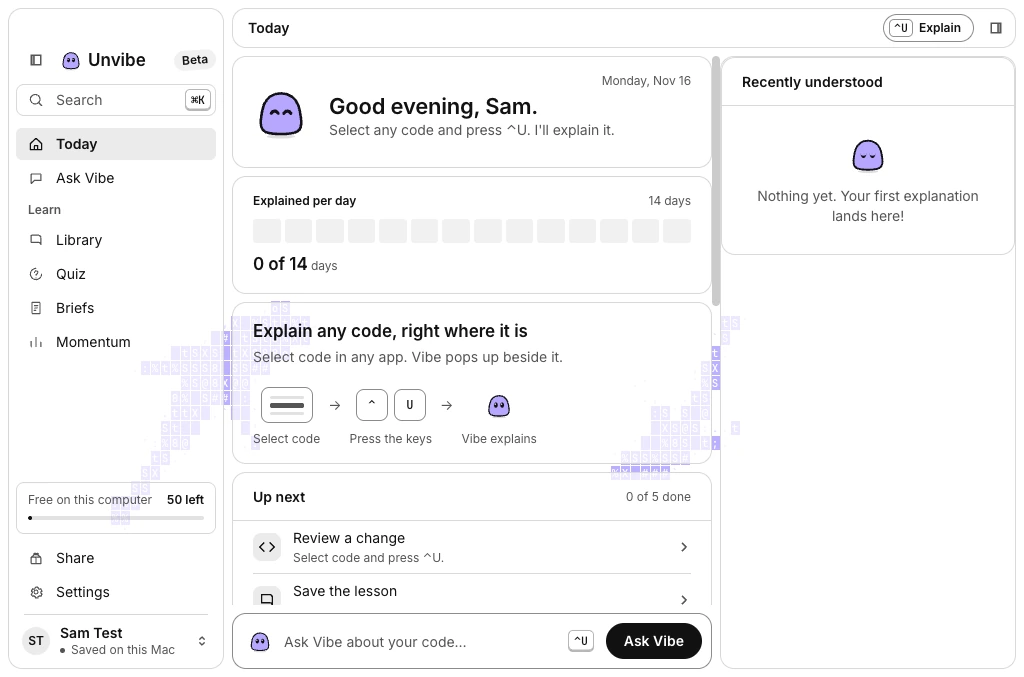 Unvibe
Beta
Search
⌘K
Today
Ask Vibe
Learn
Library
Quiz
Briefs
Momentum
Free on this computer
50 left
Share
Settings
ST
Sam Test
Saved on this Mac
Today
^U
Explain
Monday, Nov 16
Good evening, Sam.
Select any code and press ^U. I'll explain it.
Explained per day
14 days
0 of 14 days
Explain any code, right where it is
Select code in any app. Vibe pops up beside it.
^
U
Select code
Press the keys
Vibe explains
Up next
0 of 5 done
Review a change
Select code and press ^U.
Save the lesson
Ask Vibe about your code...
^U
Ask Vibe
Recently understood
Nothing yet. Your first explanation
lands here!